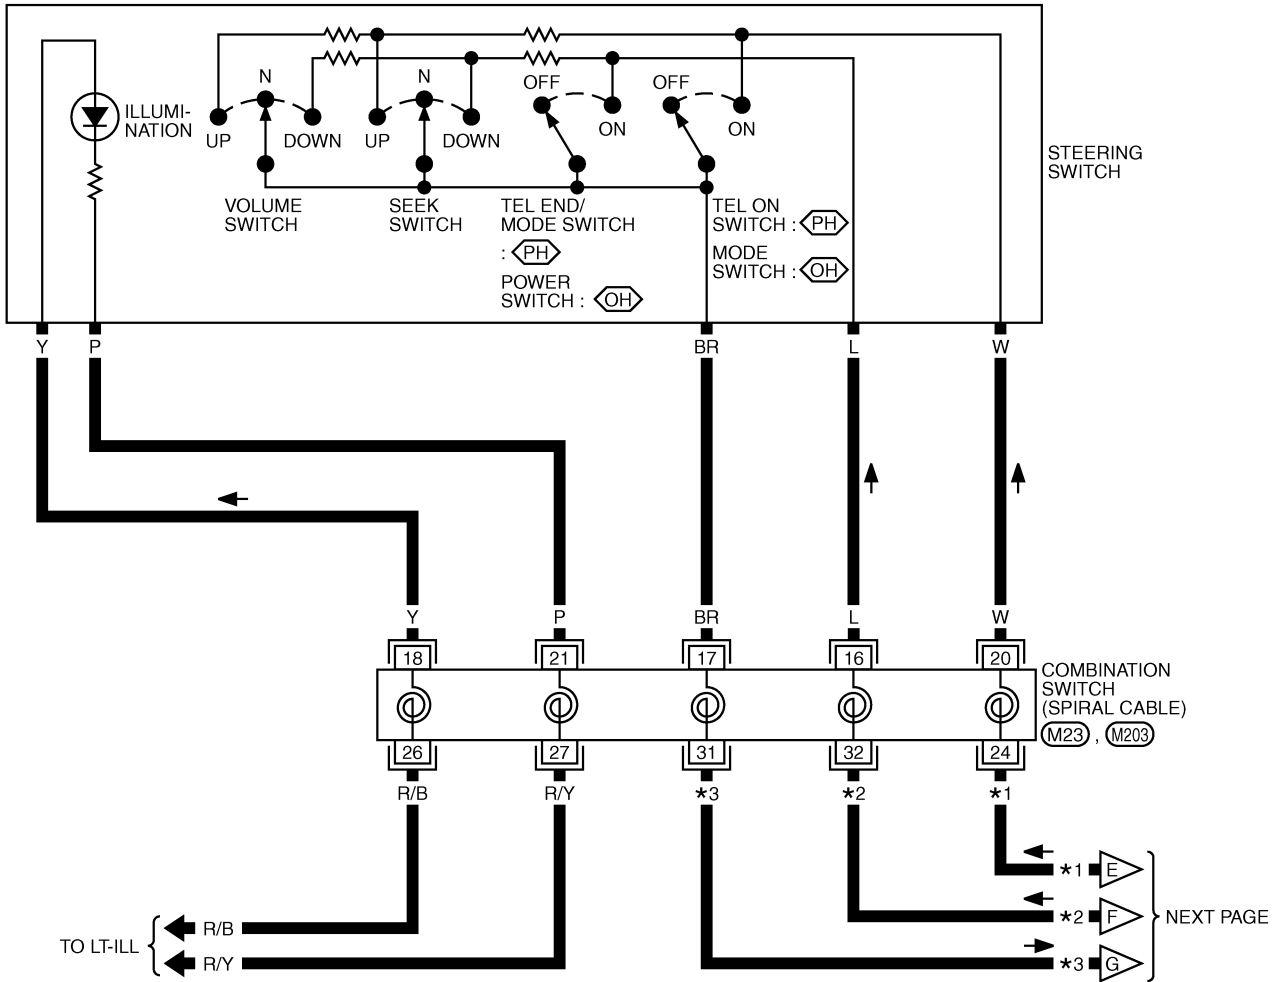 ILLUMI-
NATION
UP
N
DOWN
UP
N
DOWN
OFF
ON
OFF
ON
VOLUME
SWITCH
SEEK
SWITCH
TEL END/
MODE SWITCH
: PH
POWER
SWITCH : OH
TEL ON
SWITCH : PH
MODE
SWITCH : OH
STEERING
SWITCH
Y P BR L W
Y P BR L W
18 21 17 16 20
COMBINATION
SWITCH
(SPIRAL CABLE)
M23 , M203
26 27 31 32 24
R/B R/Y *3 *2 *1
*1 E
*2 F
*3 G
NEXT PAGE
R/B
R/Y
TO LT-ILL